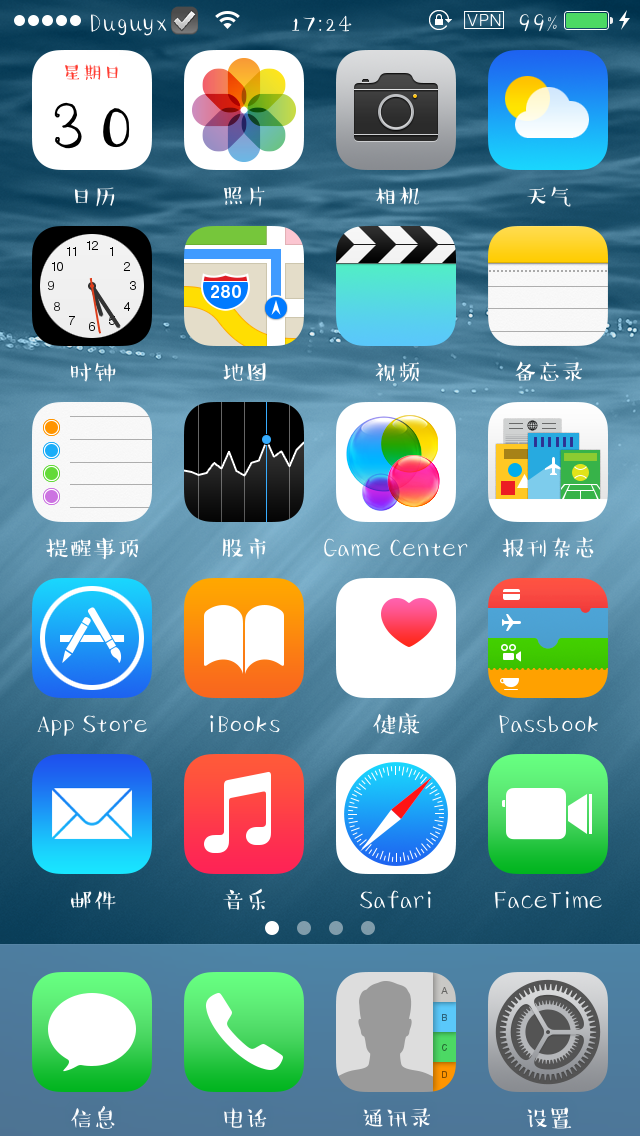 Duguyx 17:24 VPN 99%
星期日
30
日历 照片 相机 天气
12 1 2 3 4 5 6 7 8 9 10 11
280
时钟 地图 视频 备忘录
提醒事项 股市 Game Center 报刊杂志
App Store iBooks 健康 Passbook
邮件 音乐 Safari FaceTime
A
B
C
D
信息 电话 通讯录 设置